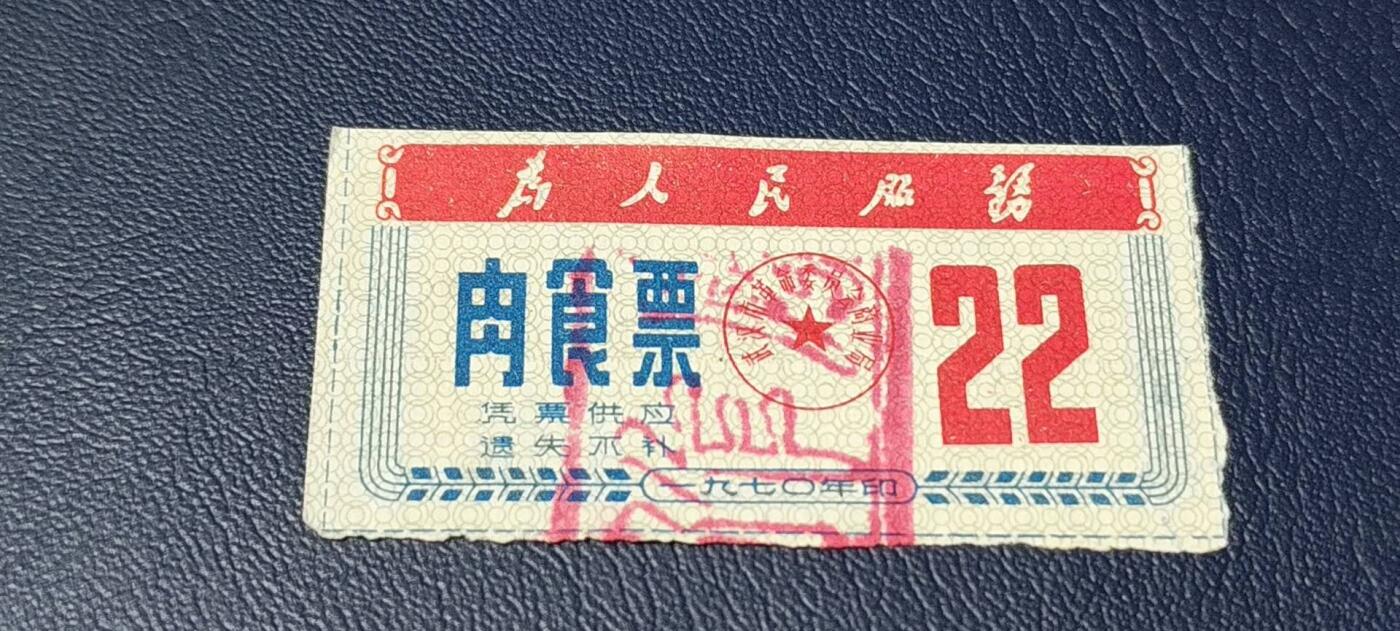 为人民服务
肉食票
22
凭票供应
遗失不补
一九七〇年印